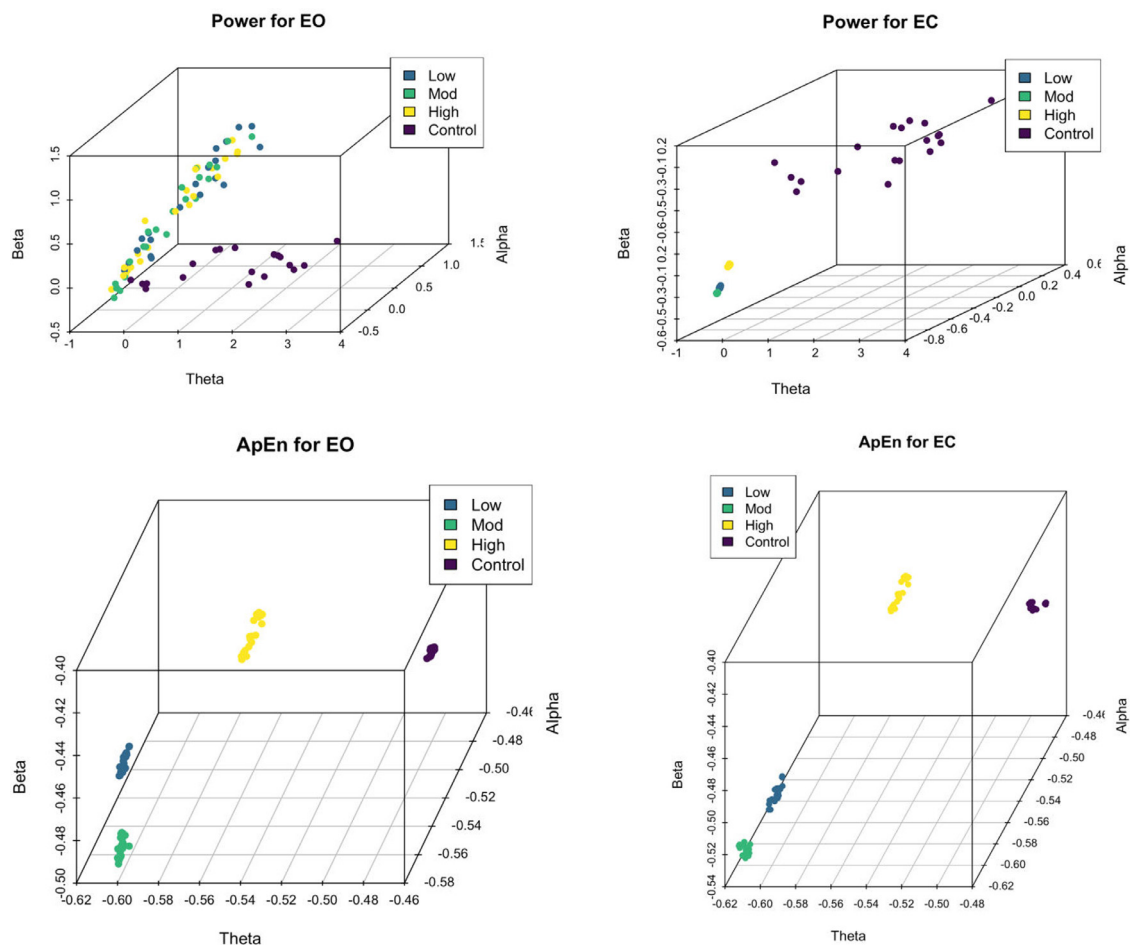 Power for EO
Low
Mod
High
Control
Beta
1.5
1.0
0.5
0.0
-0.5
-1 0 1 2 3 4
Theta
-0.5
0.0
0.5
1.0
Alpha
Power for EC
Low
Mod
High
Control
Beta
-0.6-0.5-0.3-0.1 0.2-0.6-0.5-0.3-0.1 0.2
-1 0 1 2 3 4
Theta
-0.8
-0.6
-0.4
-0.2
0.0
0.2
0.4
Alpha
ApEn for EO
Low
Mod
High
Control
Beta
-0.40
-0.42
-0.44
-0.46
-0.48
-0.50
-0.62 -0.60 -0.58 -0.56 -0.54 -0.52 -0.50 -0.48 -0.46
Theta
-0.58
-0.56
-0.54
-0.52
-0.50
-0.48
Alpha
ApEn for EC
Low
Mod
High
Control
Beta
-0.40
-0.42
-0.44
-0.46
-0.48
-0.50
-0.52
-0.54
-0.62 -0.60 -0.58 -0.56 -0.54 -0.52 -0.50 -0.48
Theta
-0.62
-0.60
-0.58
-0.56
-0.54
-0.52
-0.50
-0.48
Alpha